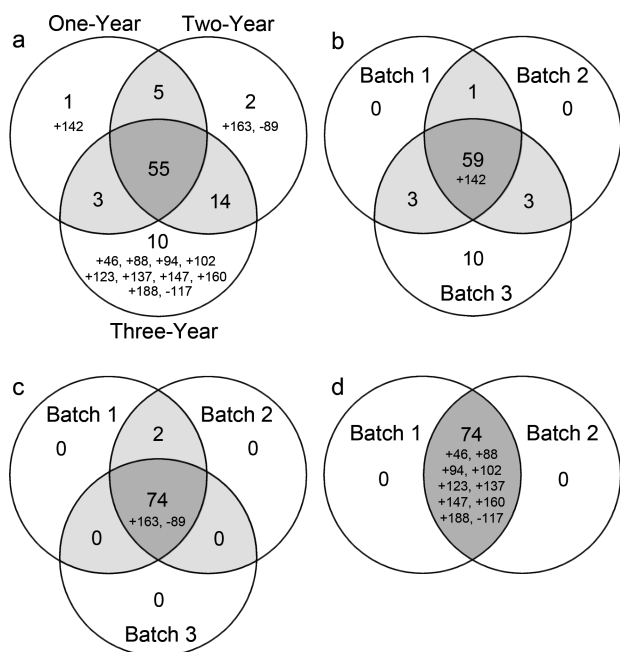 a
One-Year
Two-Year
1
+142
5
2
+163, -89
55
3
14
10
+46, +88, +94, +102
+123, +137, +147, +160
+188, -117
Three-Year
b
Batch 1
0
1
Batch 2
0
59
+142
3
3
10
Batch 3
c
Batch 1
0
2
Batch 2
0
74
+163, -89
0
0
0
Batch 3
d
Batch 1
0
74
+46, +88
+94, +102
+123, +137
+147, +160
+188, -117
Batch 2
0